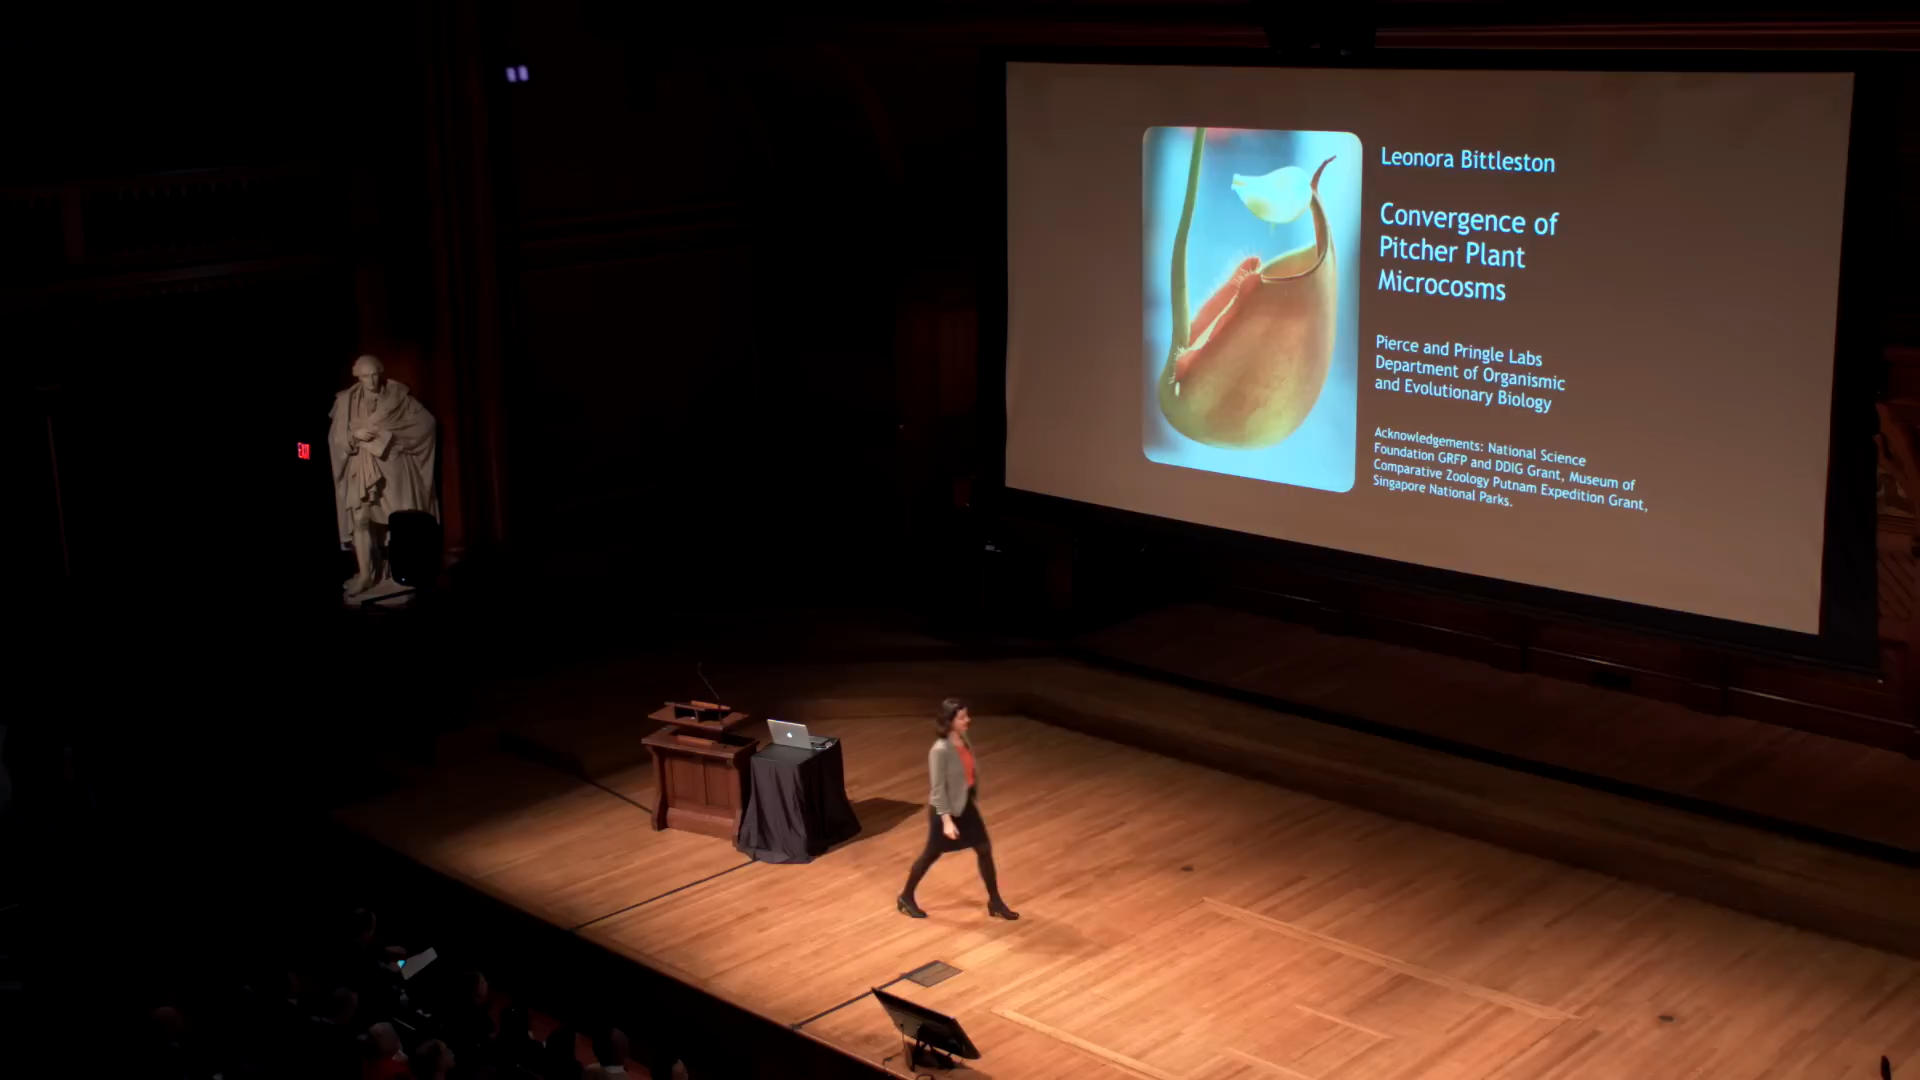 Leonora Bittleston
Convergence of
Pitcher Plant
Microcosms
Pierce and Pringle Labs
Department of Organismic
and Evolutionary Biology
Acknowledgements: National Science
Foundation GRFP and DDIG Grant, Museum of
Comparative Zoology Putnam Expedition Grant,
Singapore National Parks.
EXIT